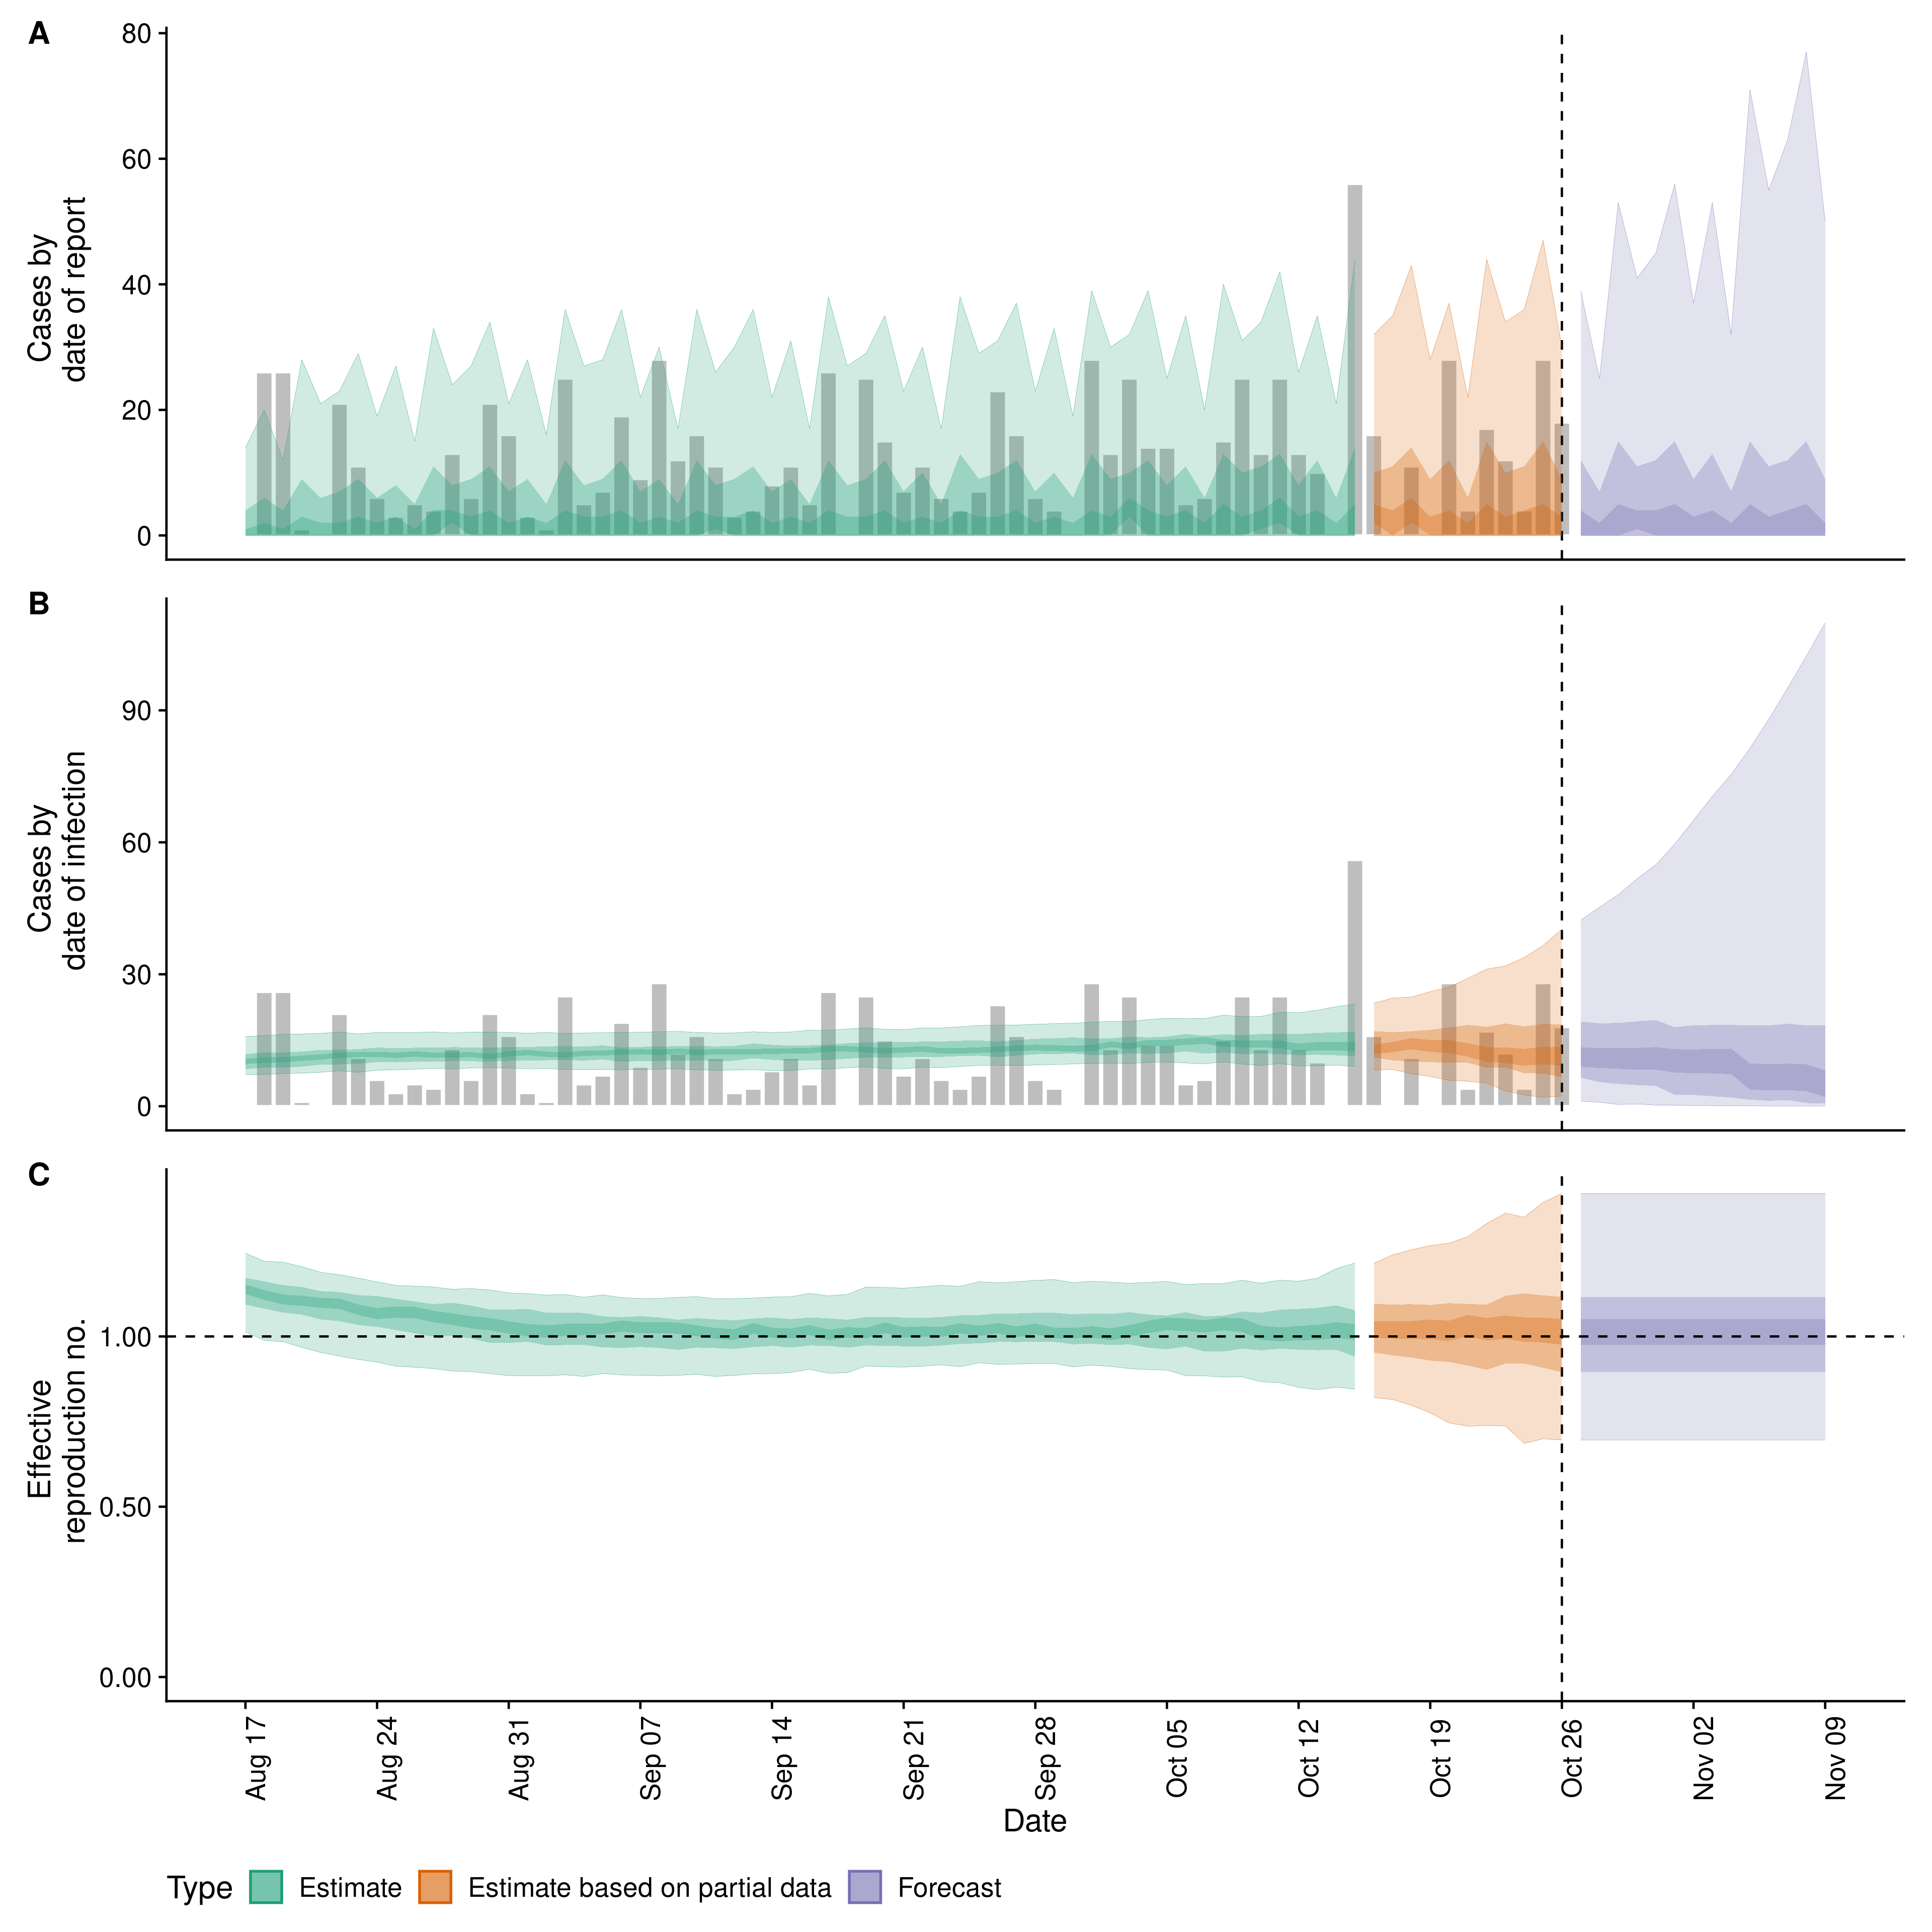 A
Cases by
date of report
80
60
40
20
0
B
Cases by
date of infection
90
60
30
0
C
Effective
reproduction no.
1.00
0.50
0.00
Aug 17
Aug 24
Aug 31
Sep 07
Sep 14
Sep 21
Sep 28
Oct 05
Oct 12
Oct 19
Oct 26
Nov 02
Nov 09
Date
Type Estimate Estimate based on partial data Forecast